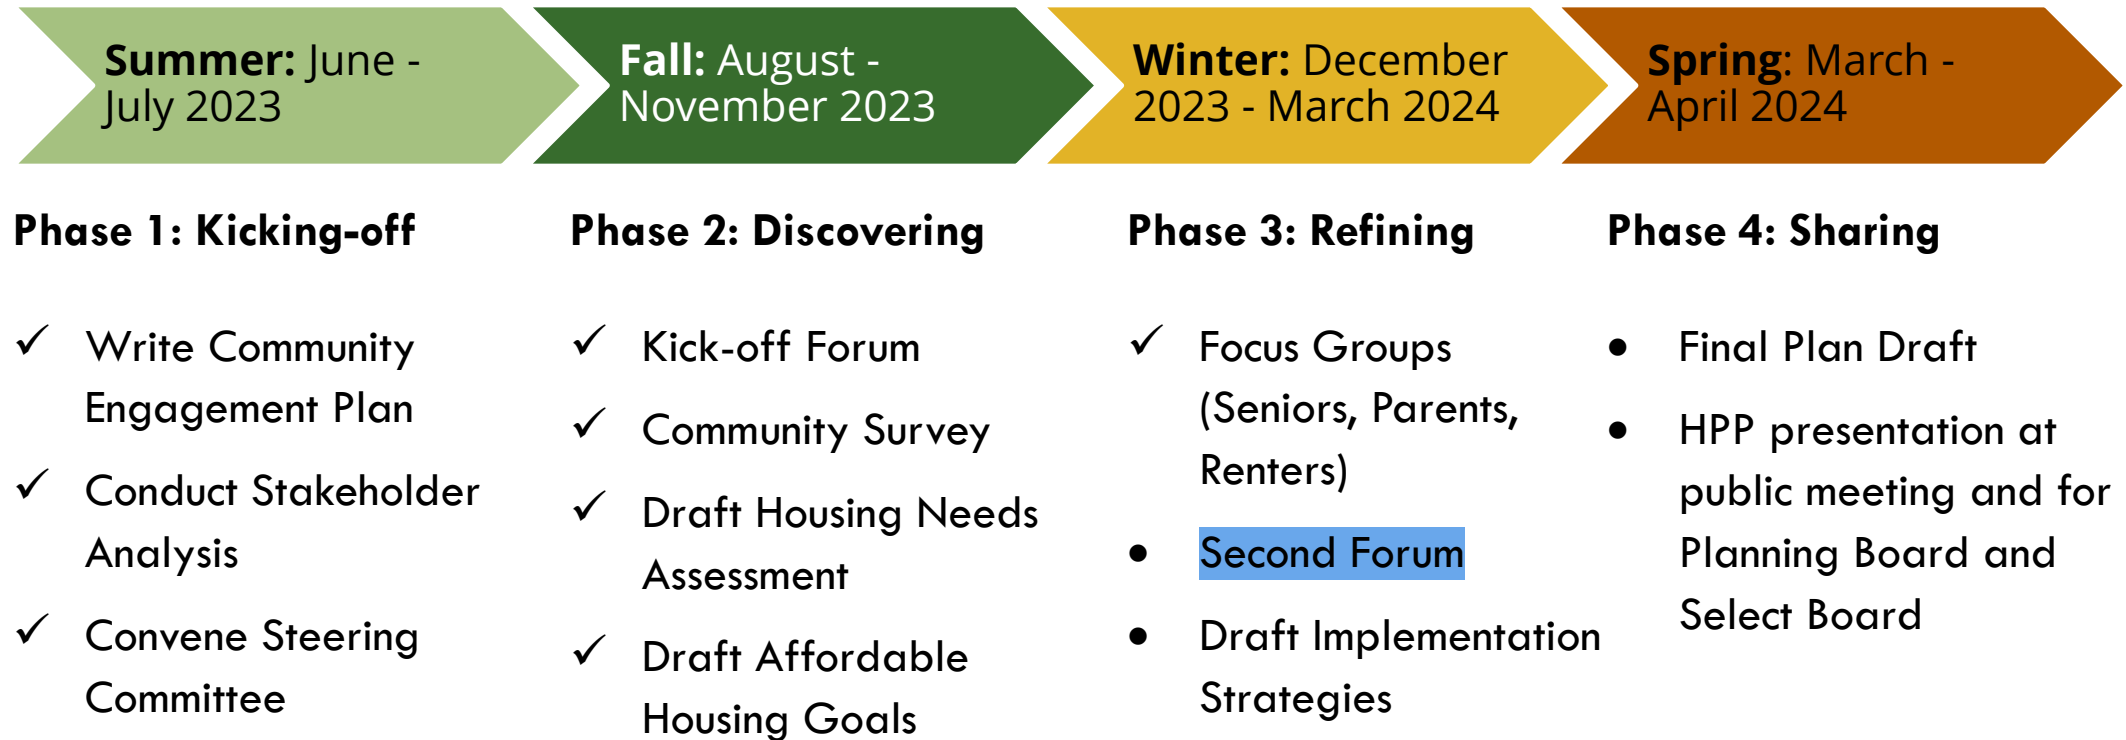 Summer: June -
July 2023
Fall: August -
November 2023
Winter: December
2023 - March 2024
Spring: March -
April 2024
Phase 1: Kicking-off
✓ Write Community
Engagement Plan
✓ Conduct Stakeholder
Analysis
✓ Convene Steering
Committee
Phase 2: Discovering
✓ Kick-off Forum
✓ Community Survey
✓ Draft Housing Needs
Assessment
✓ Draft Affordable
Housing Goals
Phase 3: Refining
✓ Focus Groups
(Seniors, Parents,
Renters)
• Second Forum
• Draft Implementation
Strategies
Phase 4: Sharing
• Final Plan Draft
• HPP presentation at
public meeting and for
Planning Board and
Select Board